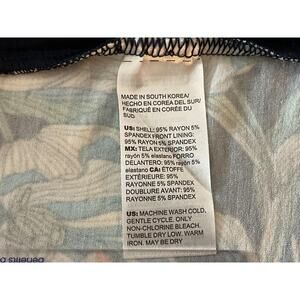 MADE IN SOUTH KOREA/
HECHO EN COREA DEL SUR/
FABRIQUÉ EN CORÉE DU
SUD
US: SHELL: 95% RAYON 5%
SPANDEX FRONT LINING:
95% RAYON 5% SPANDEX
MX: TELA EXTERIOR: 95%
rayón 5% elastano FORRO
DELANTERO: 95% rayón 5%
elastano CA: ÉTOFFE
EXTÉRIEURE: 95%
RAYONNE 5% SPANDEX
DOUBLURE AVANT: 95%
RAYONNE 5% SPANDEX
US: MACHINE WASH COLD.
GENTLE CYCLE. ONLY
NON-CHLORINE BLEACH.
TUMBLE DRY LOW. WARM
IRON. MAY BE DRY
benefits